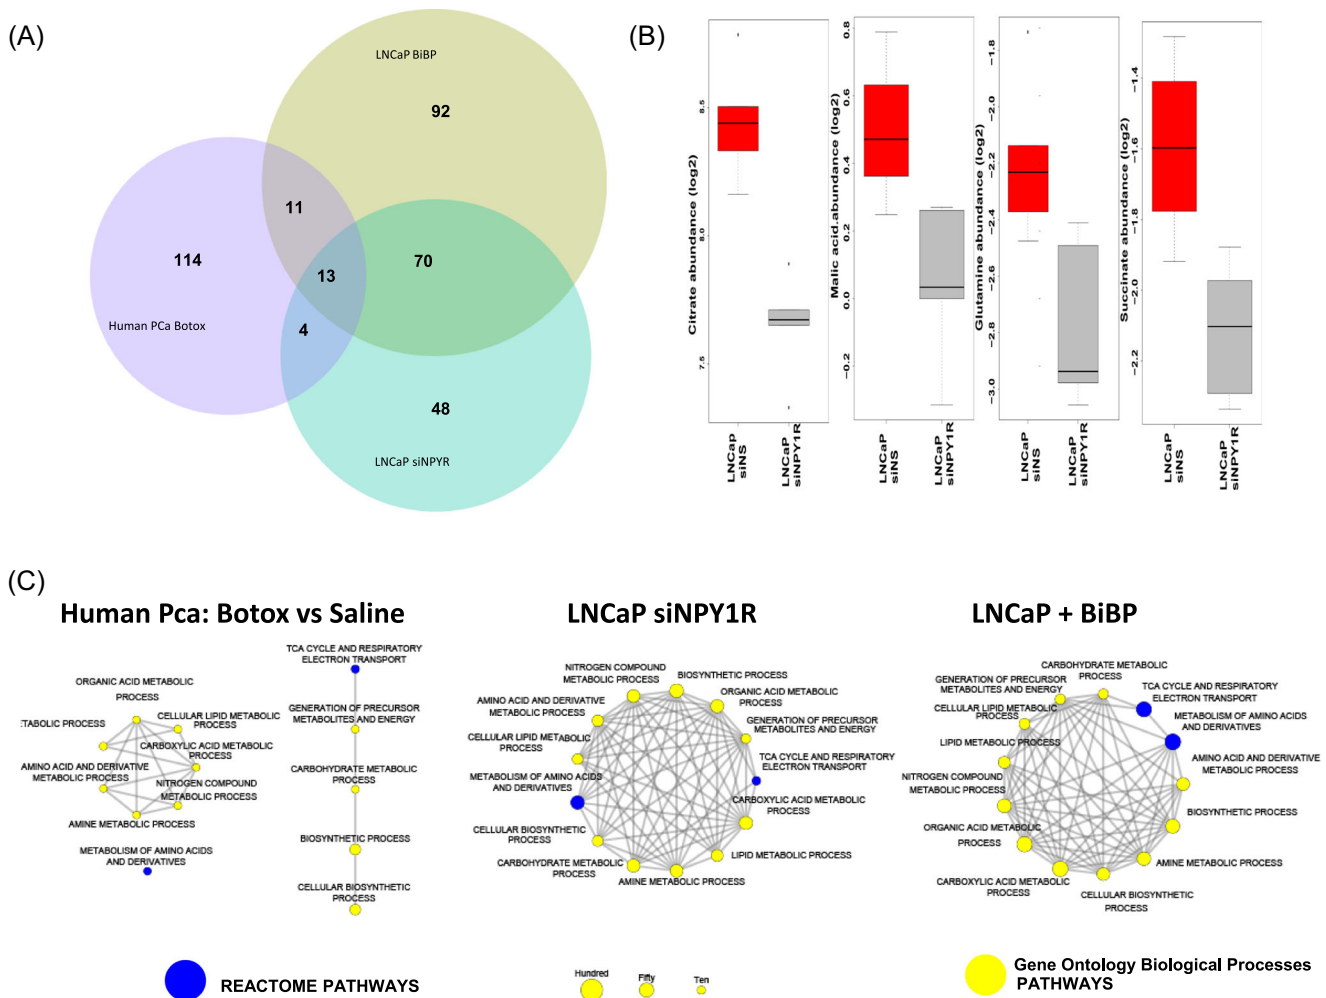 (A)
LNCaP BiBP
92
11
114
13
70
Human PCa Botox
4
48
LNCaP siNPYR
(B)
Citrate abundance (log2)
8.5
8.0
7.5
LNCaP
siNS
LNCaP
siNPY1R
Malic acid.abundance (log2)
0.8
0.6
0.4
0.2
0.0
−0.2
LNCaP
siNS
LNCaP
siNPY1R
Glutamine abundance (log2)
−1.8
−2.0
−2.2
−2.4
−2.6
−2.8
−3.0
LNCaP
siNS
LNCaP
siNPY1R
Succinate abundance (log2)
−1.4
−1.6
−1.8
−2.0
−2.2
LNCaP
siNS
LNCaP
siNPY1R
(C)
Human Pca: Botox vs Saline
ORGANIC ACID METABOLIC
PROCESS
CELLULAR LIPID METABOLIC
PROCESS
ETABOLIC PROCESS
CARBOXYLIC ACID METABOLIC
PROCESS
AMINO ACID AND DERIVATIVE
METABOLIC PROCESS
NITROGEN COMPOUND
METABOLIC PROCESS
AMINE METABOLIC PROCESS
METABOLISM OF AMINO ACIDS
AND DERIVATIVES
TCA CYCLE AND RESPIRATORY
ELECTRON TRANSPORT
GENERATION OF PRECURSOR
METABOLITES AND ENERGY
CARBOHYDRATE METABOLIC
PROCESS
BIOSYNTHETIC PROCESS
CELLULAR BIOSYNTHETIC
PROCESS
LNCaP siNPY1R
NITROGEN COMPOUND
METABOLIC PROCESS
BIOSYNTHETIC PROCESS
ORGANIC ACID METABOLIC
PROCESS
AMINO ACID AND DERIVATIVE
METABOLIC PROCESS
GENERATION OF PRECURSOR
METABOLITES AND ENERGY
CELLULAR LIPID METABOLIC
PROCESS
TCA CYCLE AND RESPIRATORY
ELECTRON TRANSPORT
METABOLISM OF AMINO ACIDS
AND DERIVATIVES
CARBOXYLIC ACID METABOLIC
PROCESS
CELLULAR BIOSYNTHETIC
PROCESS
LIPID METABOLIC PROCESS
CARBOHYDRATE METABOLIC
PROCESS
AMINE METABOLIC PROCESS
LNCaP + BiBP
CARBOHYDRATE METABOLIC
PROCESS
GENERATION OF PRECURSOR
METABOLITES AND ENERGY
TCA CYCLE AND RESPIRATORY
ELECTRON TRANSPORT
CELLULAR LIPID METABOLIC
PROCESS
METABOLISM OF AMINO ACIDS
AND DERIVATIVES
LIPID METABOLIC PROCESS
AMINO ACID AND DERIVATIVE
METABOLIC PROCESS
NITROGEN COMPOUND
METABOLIC PROCESS
BIOSYNTHETIC PROCESS
ORGANIC ACID METABOLIC
PROCESS
AMINE METABOLIC PROCESS
CARBOXYLIC ACID METABOLIC
PROCESS
CELLULAR BIOSYNTHETIC
PROCESS
REACTOME PATHWAYS
Hundred
Fifty
Ten
Gene Ontology Biological Processes
PATHWAYS